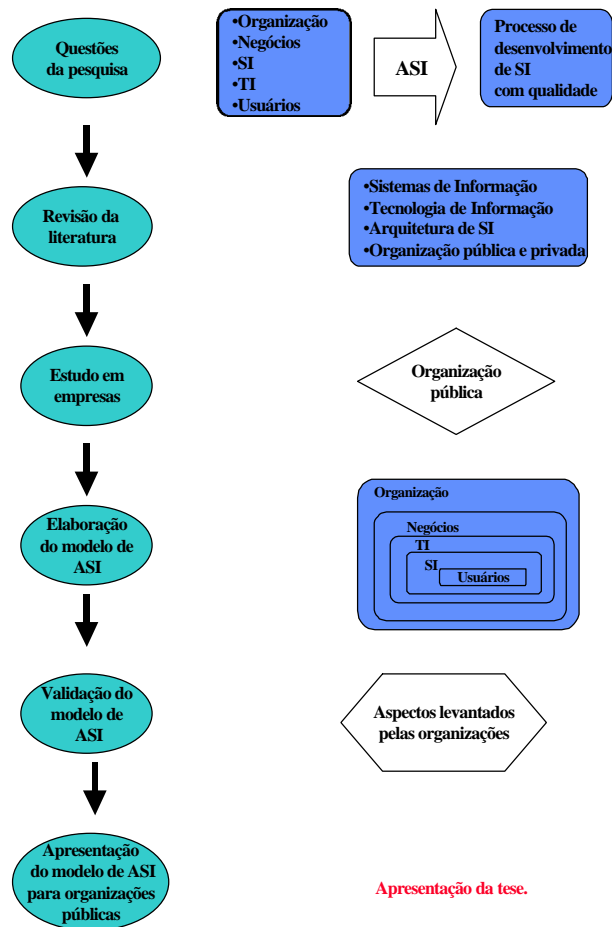 Questões
da pesquisa
•Organização
•Negócios
•SI
•TI
•Usuários
ASI
Processo de
desenvolvimento
de SI
com qualidade
Revisão da
literatura
•Sistemas de Informação
•Tecnologia de Informação
•Arquitetura de SI
•Organização pública e privada
Estudo em
empresas
Organização
pública
Elaboração
do modelo de
ASI
Organização
Negócios
TI
SI
Usuários
Validação do
modelo de
ASI
Aspectos levantados
pelas organizações
Apresentação
do modelo de ASI
para organizações
públicas
Apresentação da tese.